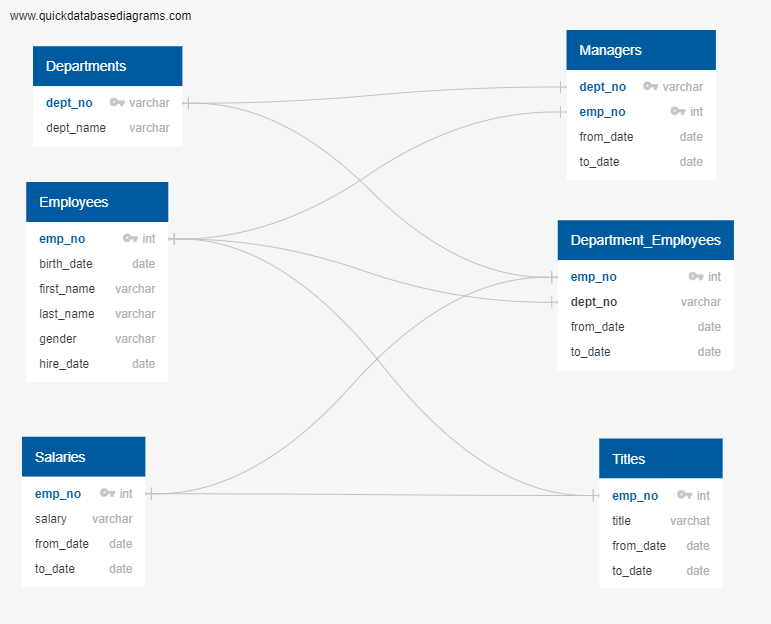 www.quickdatabasediagrams.com
Departments
dept_no varchar
dept_name varchar
Employees
emp_no int
birth_date date
first_name varchar
last_name varchar
gender varchar
hire_date date
Salaries
emp_no int
salary varchar
from_date date
to_date date
Managers
dept_no varchar
emp_no int
from_date date
to_date date
Department_Employees
emp_no int
dept_no varchar
from_date date
to_date date
Titles
emp_no int
title varchat
from_date date
to_date date